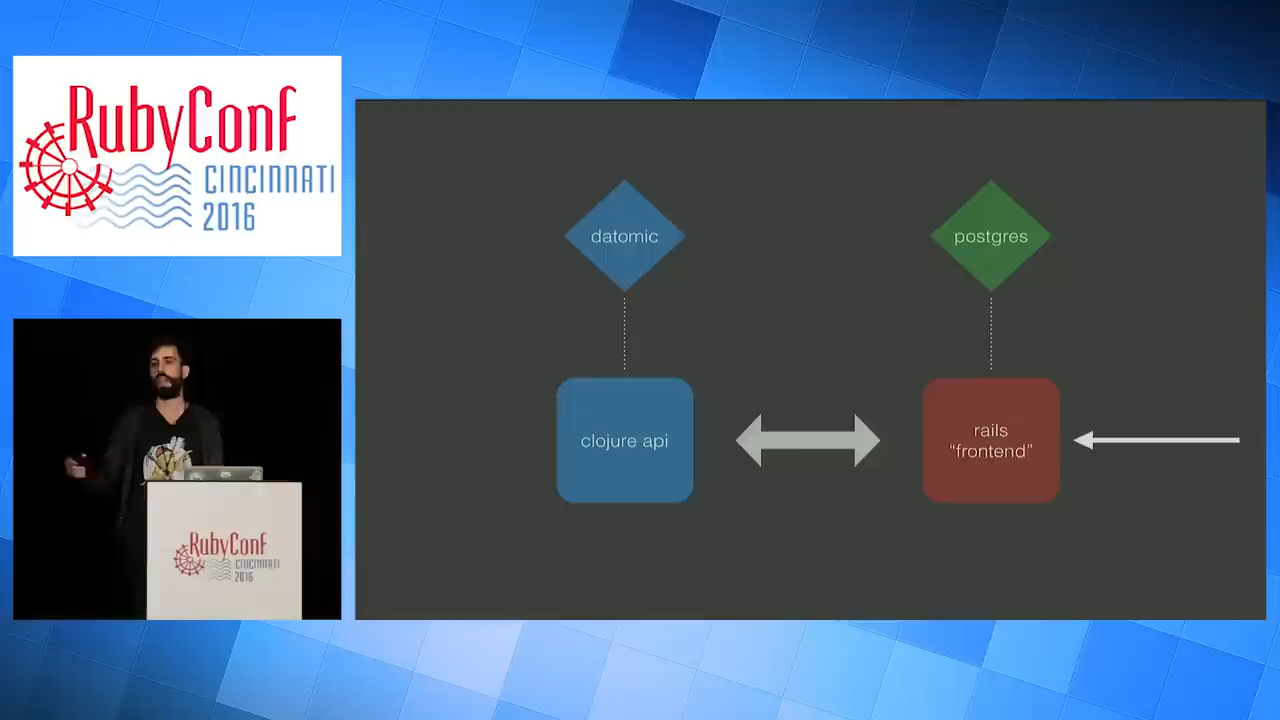 RubyConf
CINCINNATI
2016
datomic
postgres
clojure api
rails
“frontend”
RubyConf
CINCINNATI
2016